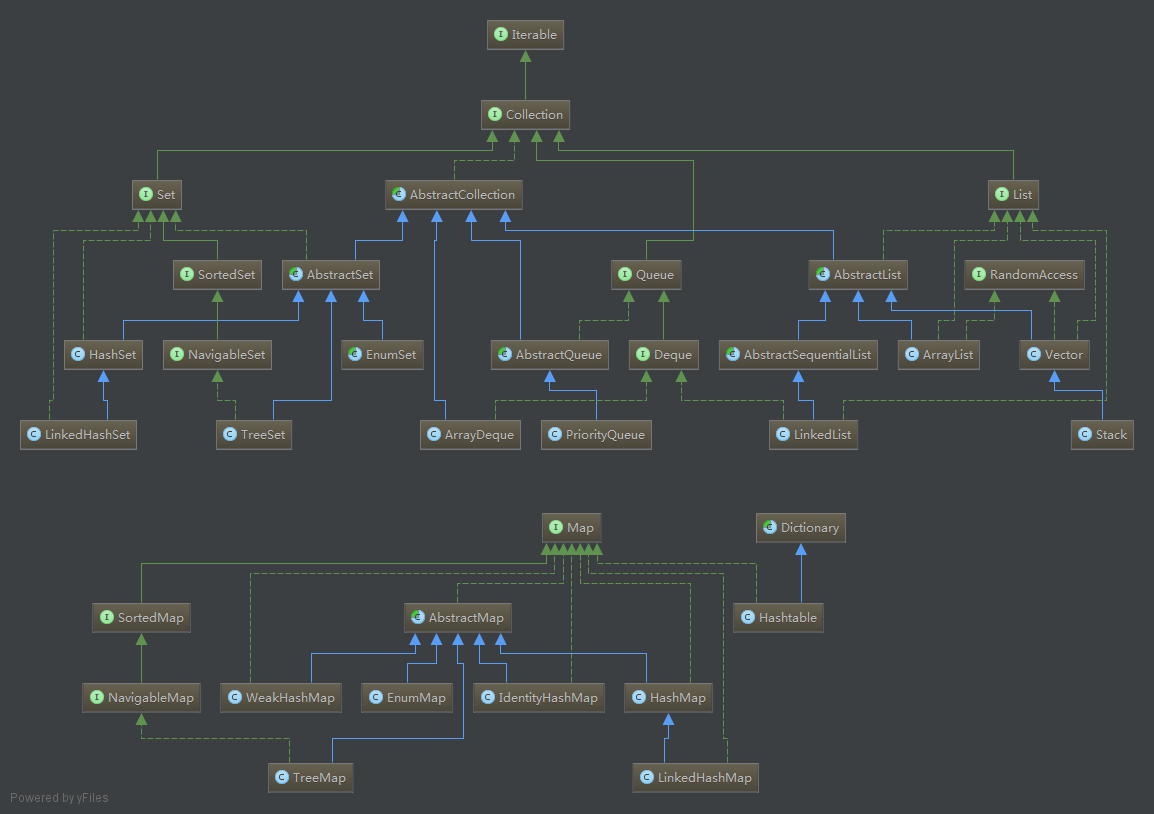 Iterable
Collection
Set
AbstractCollection
List
SortedSet
AbstractSet
Queue
AbstractList
RandomAccess
HashSet
NavigableSet
EnumSet
AbstractQueue
Deque
AbstractSequentialList
ArrayList
Vector
LinkedHashSet
TreeSet
ArrayDeque
PriorityQueue
LinkedList
Stack
Map
Dictionary
SortedMap
AbstractMap
Hashtable
NavigableMap
WeakHashMap
EnumMap
IdentityHashMap
HashMap
TreeMap
LinkedHashMap
Powered by yFiles